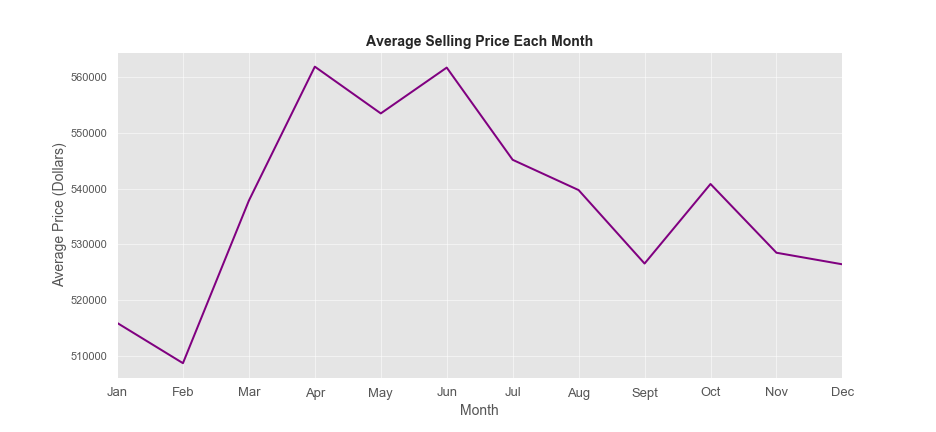 Average Selling Price Each Month
560000
550000
540000
530000
520000
510000
Average Price (Dollars)
Jan Feb Mar Apr May Jun Jul Aug Sept Oct Nov Dec
Month